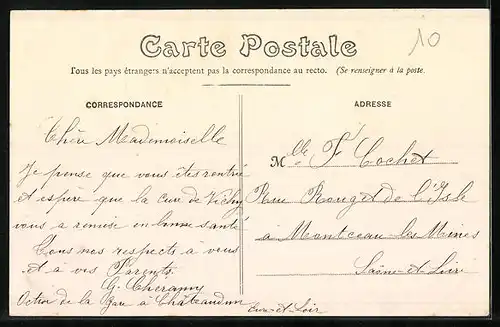 10
Carte Postale
Tous les pays étrangers n'acceptent pas la correspondance au recto. (Se renseigner à la poste.
CORRESPONDANCE
ADRESSE
Chère Mademoiselle
Je pense que vous êtes rentrée
et espère que la cure de Vichy
vous a remise en bonne santé
Tous nos respects à vous
et à vos Parents.
G. Chéramy
de la Gare à Châteaudun
Eure-et-Loir
Mlle F Cochet
Rue Rouget de l'Isle
à Montceau les Mines
Saône-et-Loire